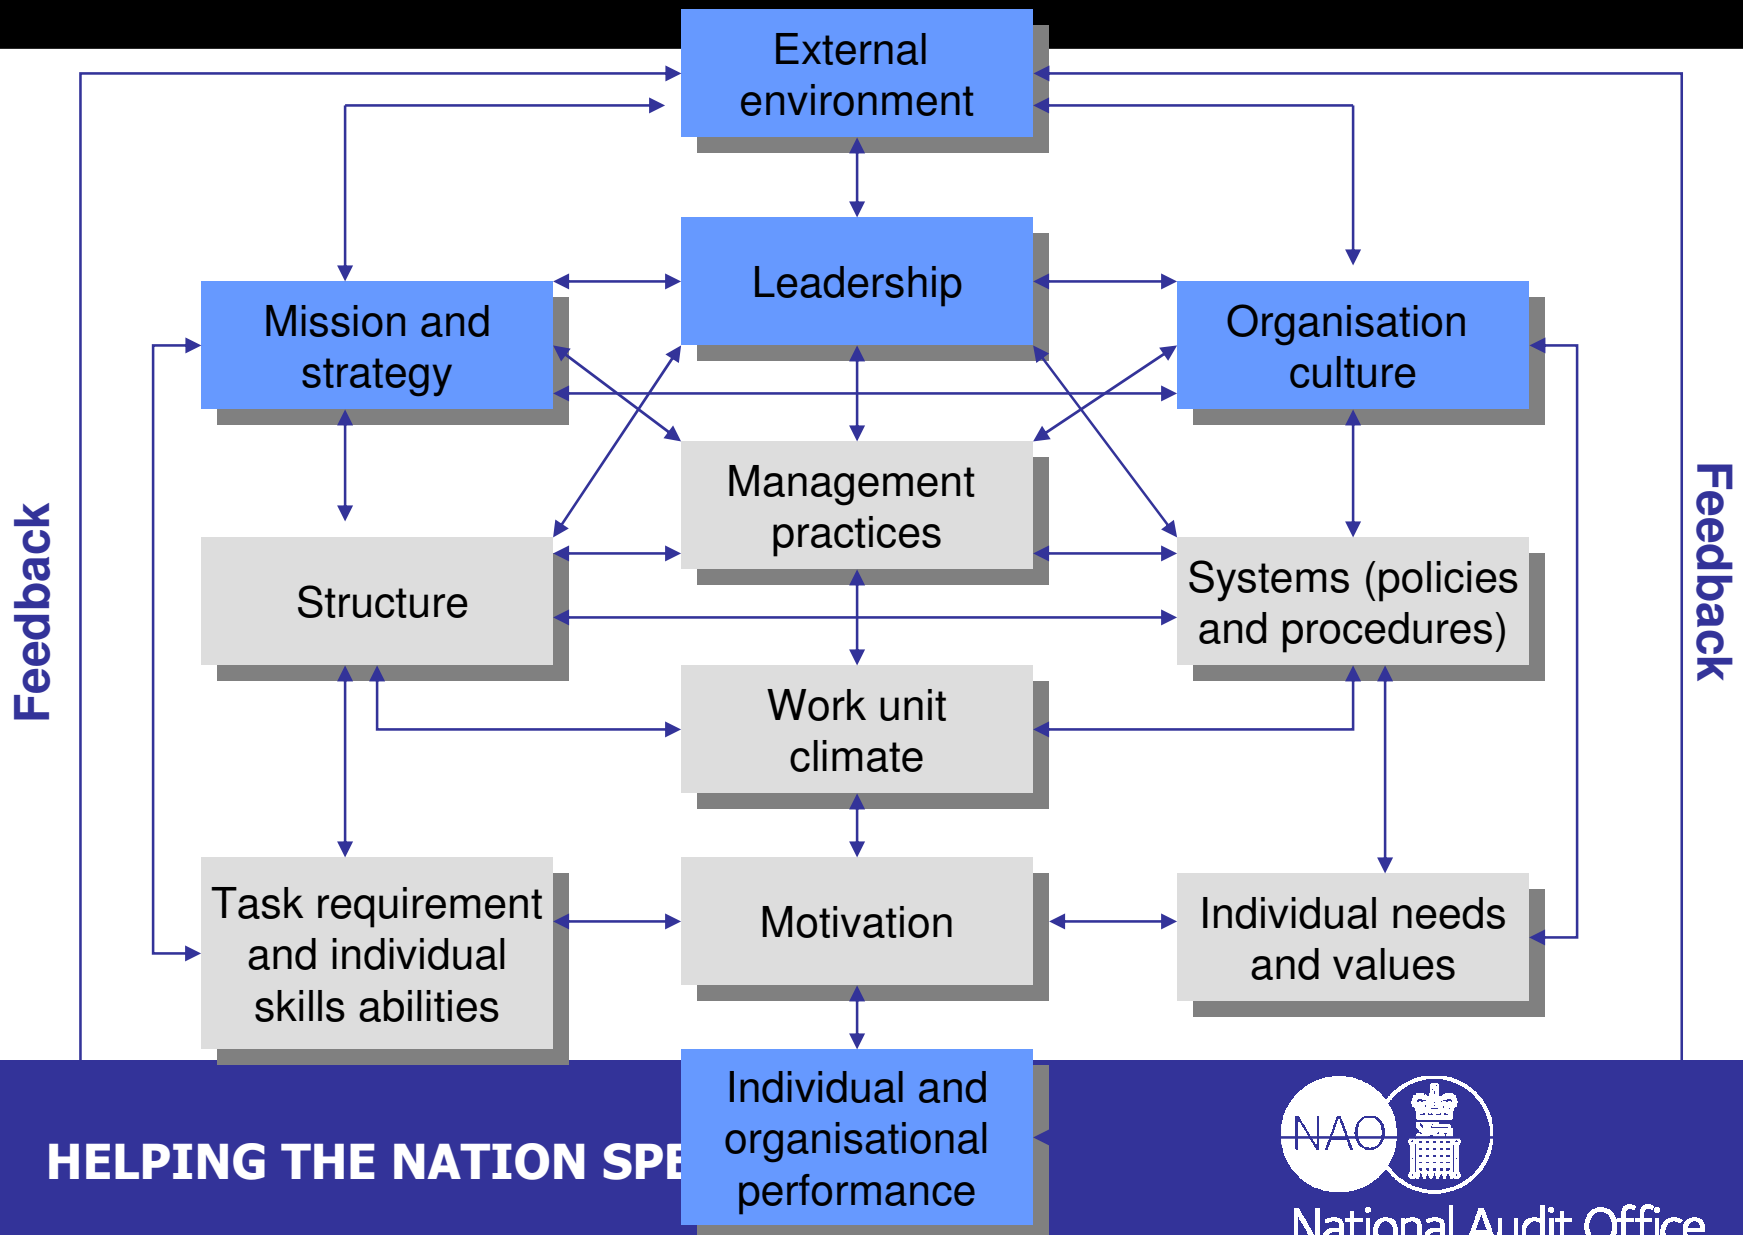 External
environment
Leadership
Mission and
strategy
Organisation
culture
Management
practices
Structure
Systems (policies
and procedures)
Feedback
Feedback
Work unit
climate
Task requirement
and individual
skills abilities
Motivation
Individual needs
and values
Individual and
organisational
performance
HELPING THE NATION SPE
NAO
National Audit Office